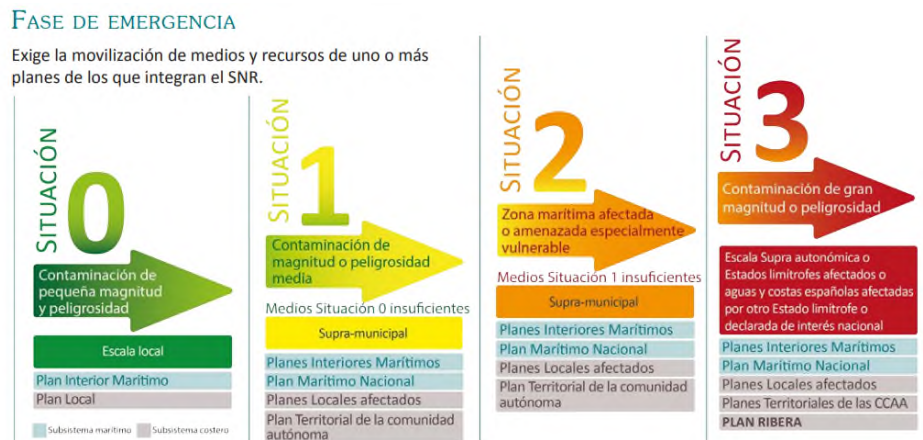 FASE DE EMERGENCIA
Exige la movilización de medios y recursos de uno o más
planes de los que integran el SNR.
SITUACIÓN
0
Contaminación de
pequeña magnitud
y peligrosidad
Escala local
Plan Interior Marítimo
Plan Local
Subsistema marítimo
Subsistema costero
SITUACIÓN
1
Contaminación de
magnitud o peligrosidad
media
Medios Situación 0 insuficientes
Supra-municipal
Planes Interiores Marítimos
Plan Marítimo Nacional
Planes Locales afectados
Plan Territorial de la comunidad
autónoma
SITUACIÓN
2
Zona marítima afectada
o amenazada especialmente
vulnerable
Medios Situación 1 insuficientes
Supra-municipal
Planes Interiores Marítimos
Plan Marítimo Nacional
Planes Locales afectados
Plan Territorial de la comunidad
autónoma
SITUACIÓN
3
Contaminación de gran
magnitud o peligrosidad
Escala Supra autonómica o
Estados limítrofes afectados o
aguas y costas españolas afectadas
por otro Estado limítrofe o
declarada de interés nacional
Planes Interiores Marítimos
Plan Marítimo Nacional
Planes Locales afectados
Planes Territoriales de las CCAA
PLAN RIBERA